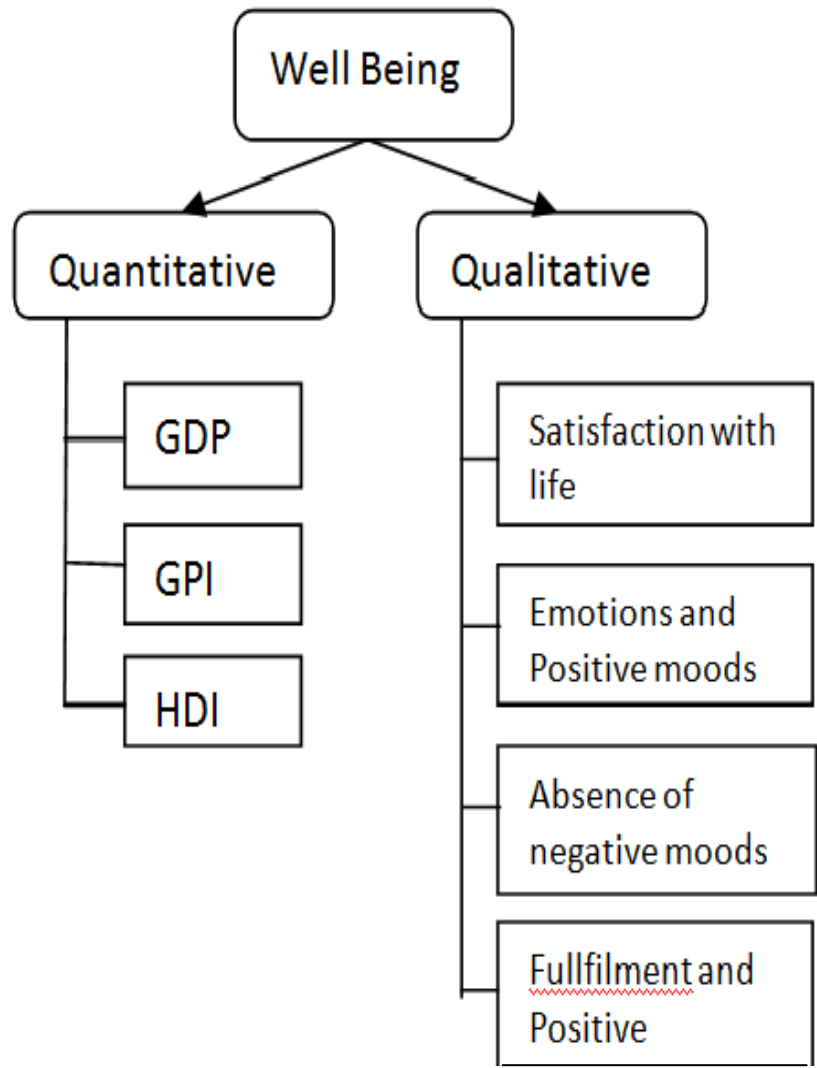 Well Being
Quantitative
GDP
GPI
HDI
Qualitative
Satisfaction with
life
Emotions and
Positive moods
Absence of
negative moods
Fullfilment and
Positive